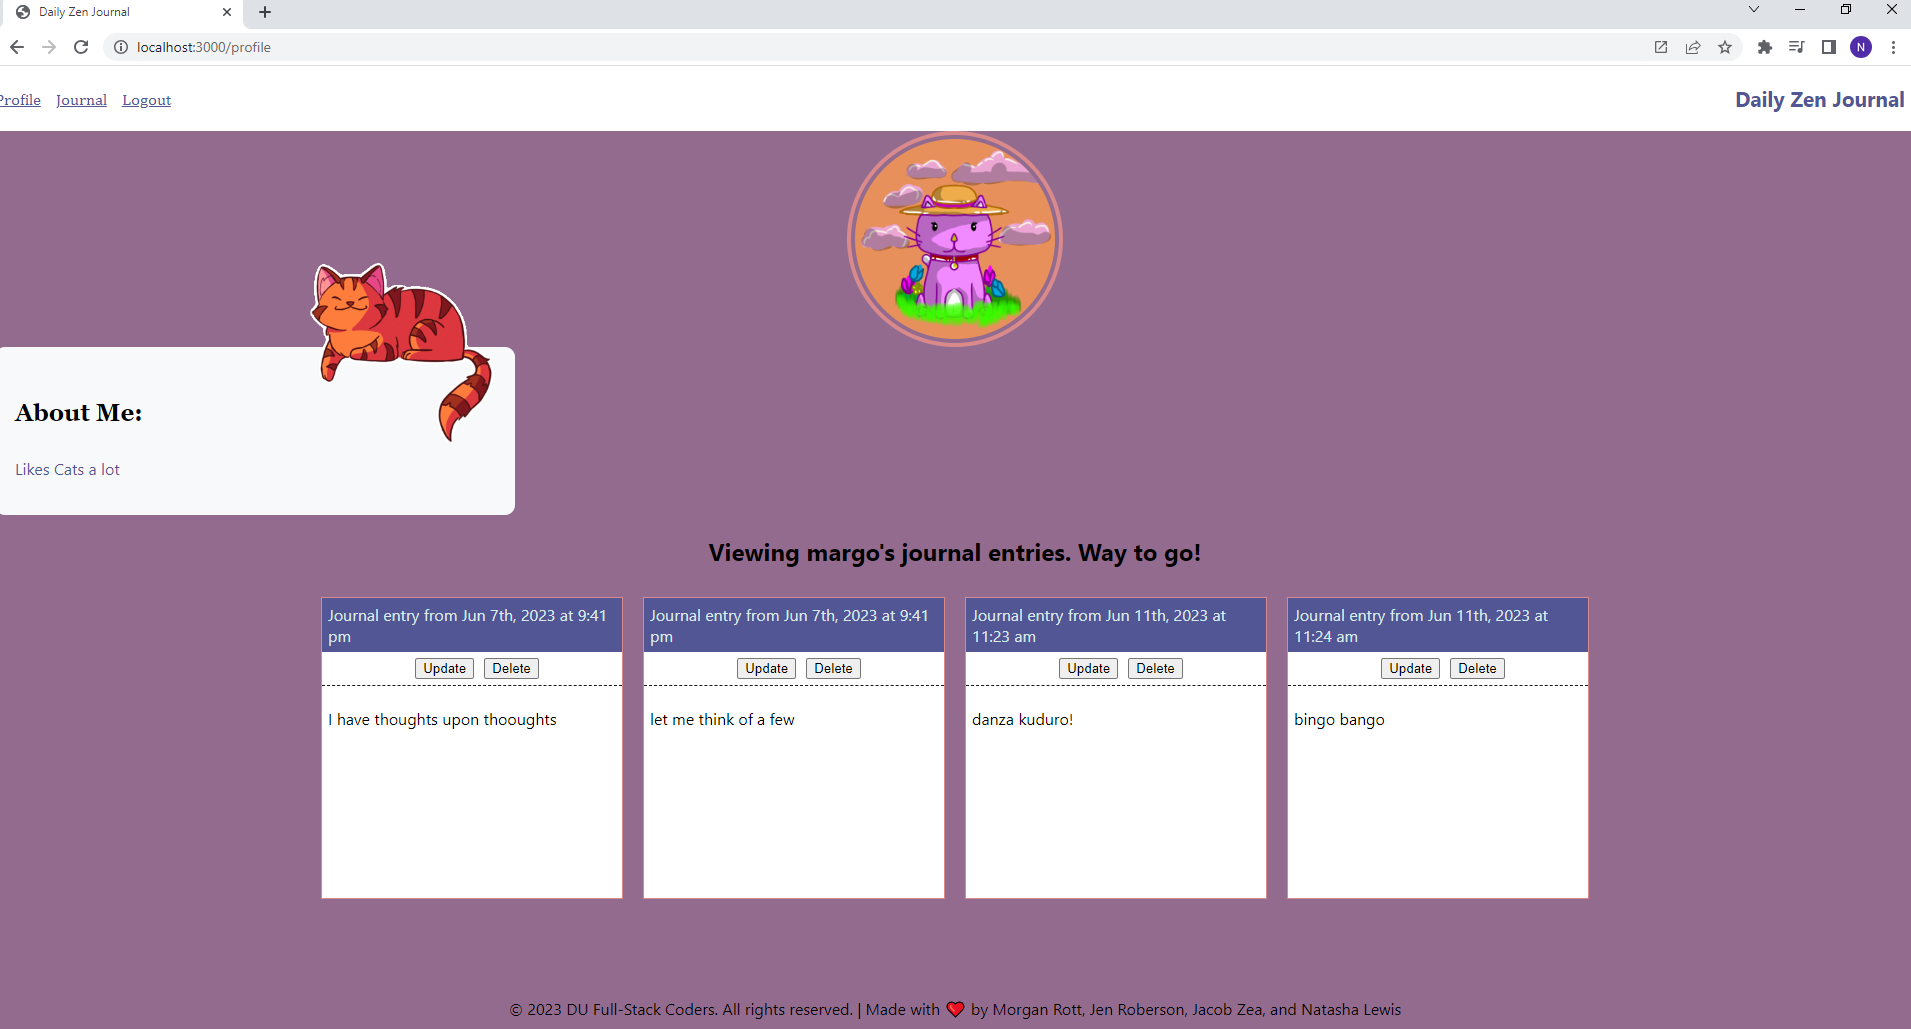 Daily Zen Journal
localhost:3000/profile
N
Profile Journal Logout
Daily Zen Journal
About Me:
Likes Cats a lot
Viewing margo's journal entries. Way to go!
Journal entry from Jun 7th, 2023 at 9:41
pm
Update Delete
I have thoughts upon thooughts
Journal entry from Jun 7th, 2023 at 9:41
pm
Update Delete
let me think of a few
Journal entry from Jun 11th, 2023 at
11:23 am
Update Delete
danza kuduro!
Journal entry from Jun 11th, 2023 at
11:24 am
Update Delete
bingo bango
© 2023 DU Full-Stack Coders. All rights reserved. | Made with ❤️ by Morgan Rott, Jen Roberson, Jacob Zea, and Natasha Lewis